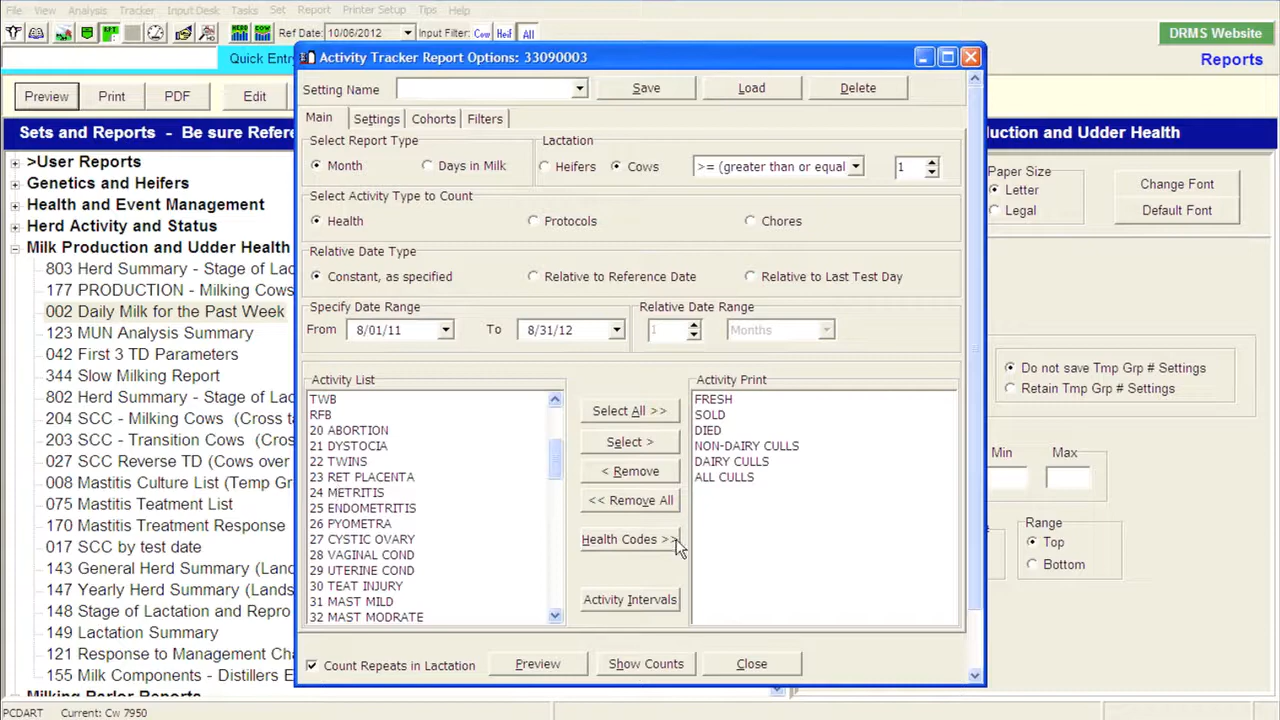 File View Analysis Tracker Input Desk Tasks Set Report Printer Setup Tips Help
HERD COW Ref Date: 10/06/2012 Input Filter: Cow Heif All
DRMS Website
Quick Entry
Reports
Preview Print PDF Edit
Sets and Reports - Be sure Refere
duction and Udder Health
>User Reports
Genetics and Heifers
Health and Event Management
Herd Activity and Status
Milk Production and Udder Health
803 Herd Summary - Stage of Lac
177 PRODUCTION - Milking Cows
002 Daily Milk for the Past Week
123 MUN Analysis Summary
042 First 3 TD Parameters
344 Slow Milking Report
802 Herd Summary - Stage of Lac
204 SCC - Milking Cows (Cross ta
203 SCC - Transition Cows (Cross
027 SCC Reverse TD (Cows over
008 Mastitis Culture List (Temp Gr
075 Mastitis Teatment List
170 Mastitis Treatment Response
017 SCC by test date
143 General Herd Summary (Lands
147 Yearly Herd Summary (Lands
148 Stage of Lactation and Repro
149 Lactation Summary
121 Response to Management Cha
155 Milk Components - Distillers E
Milking Parlor Reports
Activity Tracker Report Options: 33090003
Setting Name Save Load Delete
Main Settings Cohorts Filters
Select Report Type
Month Days in Milk
Lactation
Heifers Cows >= (greater than or equal 1
Select Activity Type to Count
Health Protocols Chores
Relative Date Type
Constant, as specified Relative to Reference Date Relative to Last Test Day
Specify Date Range
From 8/01/11 To 8/31/12
Relative Date Range
1 Months
Activity List
TWB
RFB
20 ABORTION
21 DYSTOCIA
22 TWINS
23 RET PLACENTA
24 METRITIS
25 ENDOMETRITIS
26 PYOMETRA
27 CYSTIC OVARY
28 VAGINAL COND
29 UTERINE COND
30 TEAT INJURY
31 MAST MILD
32 MAST MODRATE
Select All >>
Select >
< Remove
<< Remove All
Health Codes >>
Activity Intervals
Activity Print
FRESH
SOLD
DIED
NON-DAIRY CULLS
DAIRY CULLS
ALL CULLS
Count Repeats in Lactation Preview Show Counts Close
Paper Size
Letter
Legal
Change Font
Default Font
Do not save Tmp Grp # Settings
Retain Tmp Grp # Settings
Min Max
Range
Top
Bottom
PCDART Current: Cw 7950